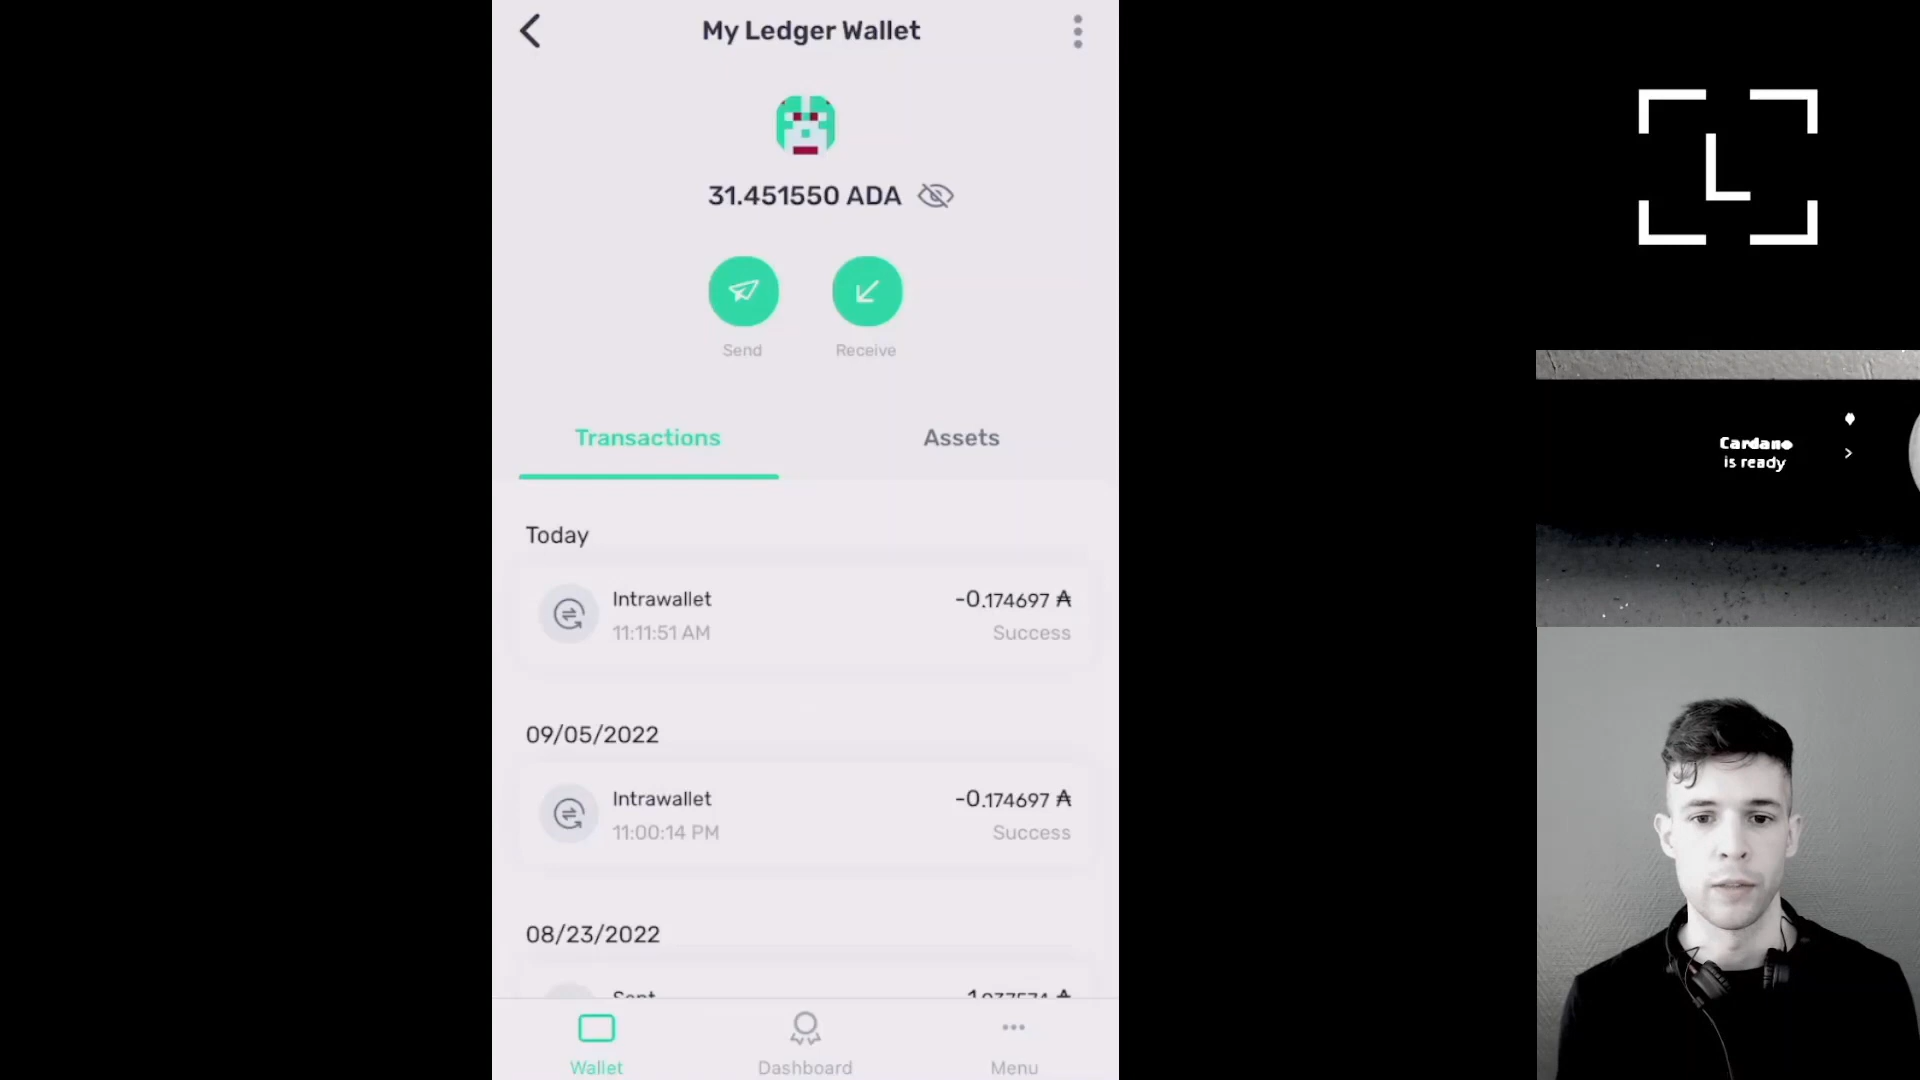 My Ledger Wallet
31.451550 ADA
Send
Receive
Transactions
Assets
Today
Intrawallet
-0.174697 ₳
11:11:51 AM
Success
09/05/2022
Intrawallet
-0.174697 ₳
11:00:14 PM
Success
08/23/2022
Wallet
Dashboard
Menu
L
Cardano
is ready